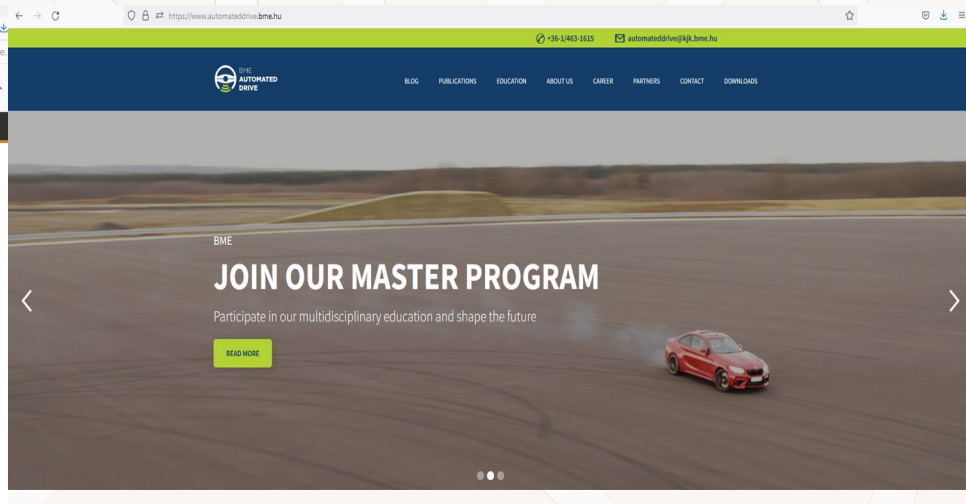 https://www.automateddrive.bme.hu
+36-1/463-1615 automateddrive@kjk.bme.hu
BME
AUTOMATED
DRIVE
BLOG PUBLICATIONS EDUCATION ABOUT US CAREER PARTNERS CONTACT DOWNLOADS
BME
JOIN OUR MASTER PROGRAM
Participate in our multidisciplinary education and shape the future
READ MORE